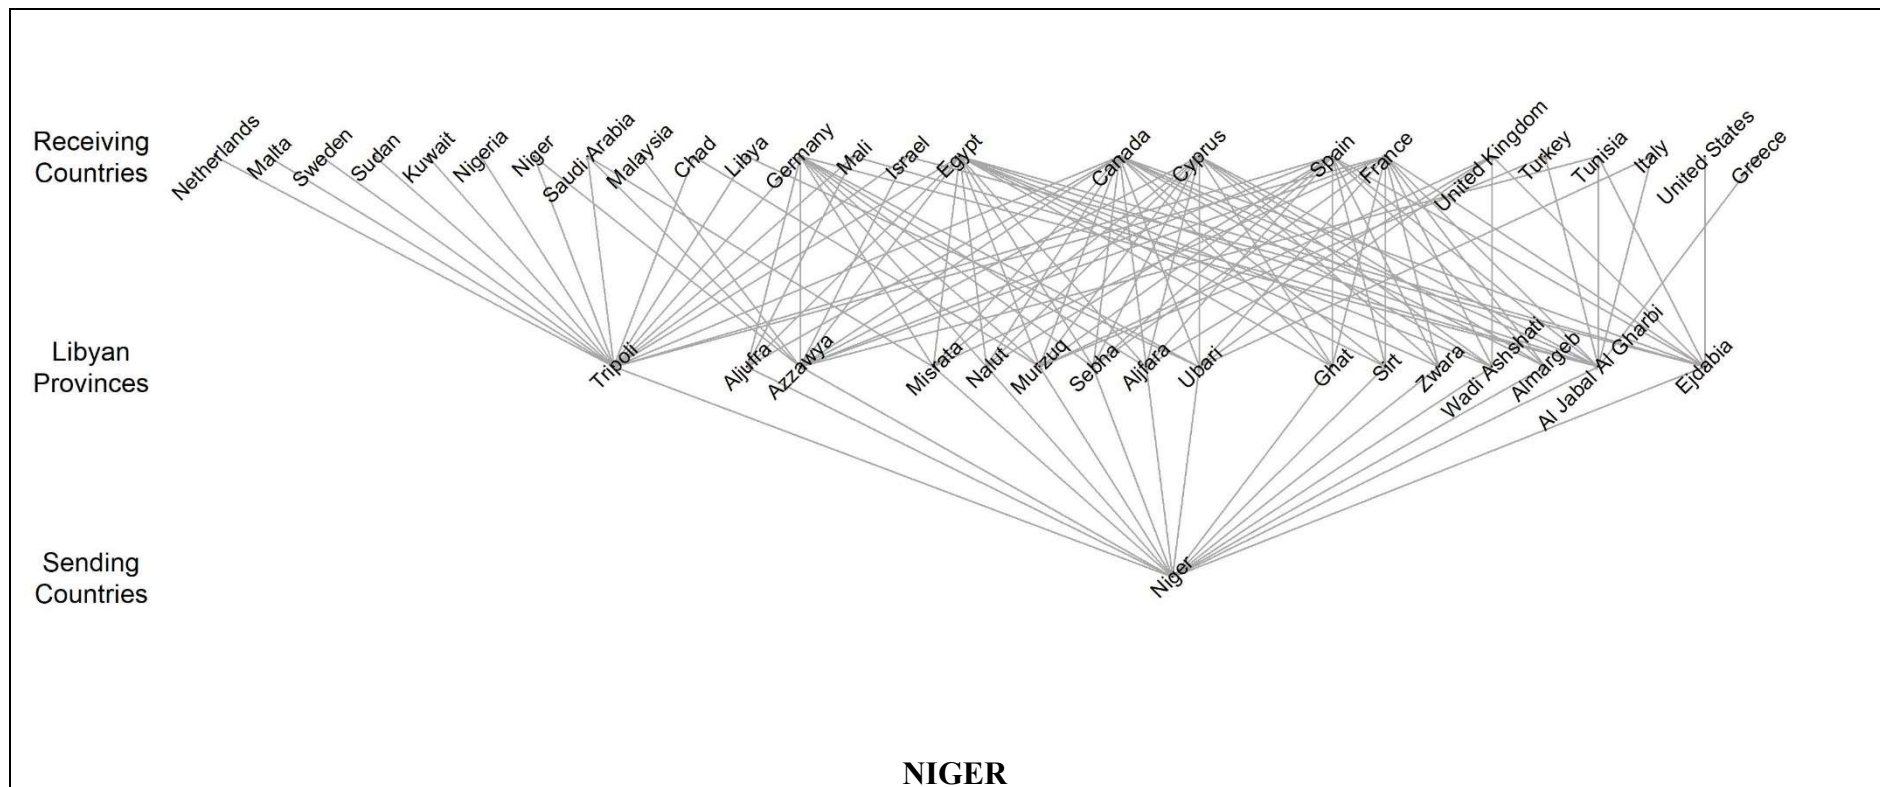 Receiving
Countries
Netherlands
Malta
Sweden
Sudan
Kuwait
Nigeria
Niger
Saudi Arabia
Malaysia
Chad
Libya
Germany
Mali
Israel
Egypt
Canada
Cyprus
Spain
France
United Kingdom
Turkey
Tunisia
Italy
United States
Greece
Libyan
Provinces
Tripoli
Aljufra
Azzawya
Misrata
Nalut
Murzuq
Sebha
Aljfara
Ubari
Ghat
Sirt
Zwara
Wadi Ashshati
Almargeb
Al Jabal Al Gharbi
Ejdabia
Sending
Countries
Niger
NIGER